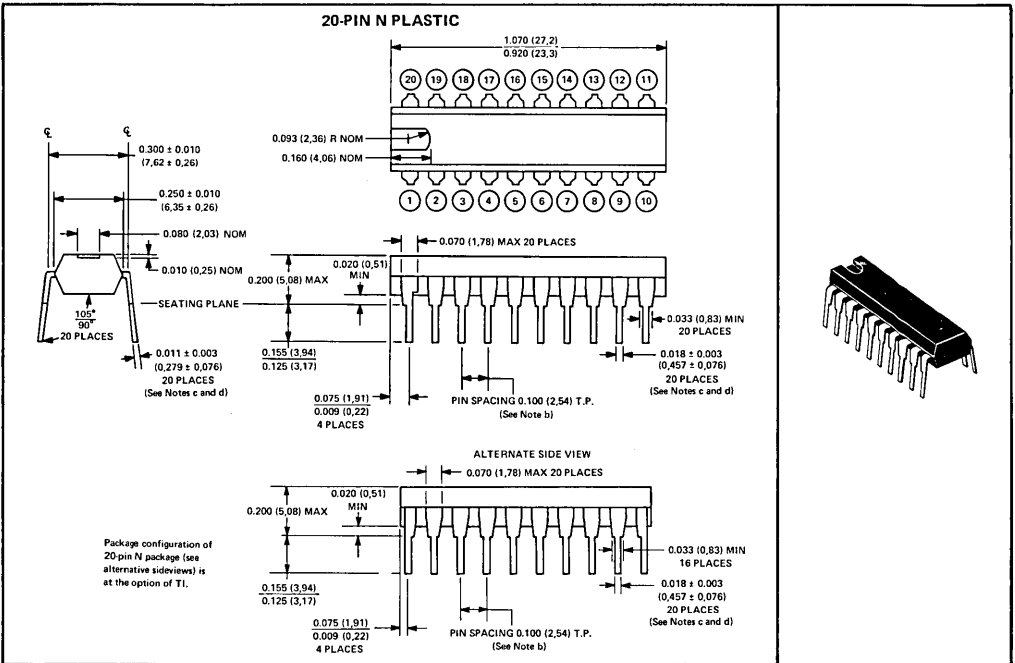 20-PIN N PLASTIC
1.070 (27,2)
0.920 (23,3)
20 19 18 17 16 15 14 13 12 11
0.093 (2,36) R NOM
0.160 (4,06) NOM
1 2 3 4 5 6 7 8 9 10
℄ ℄
0.300 ± 0.010
(7,62 ± 0,26)
0.250 ± 0.010
(6,35 ± 0,26)
0.080 (2,03) NOM
0.010 (0,25) NOM
SEATING PLANE
105°
90°
20 PLACES
0.011 ± 0.003
(0,279 ± 0,076)
20 PLACES
(See Notes c and d)
0.070 (1,78) MAX 20 PLACES
0.020 (0,51)
MIN
0.200 (5,08) MAX
0.155 (3,94)
0.125 (3,17)
0.075 (1,91)
0.009 (0,22)
4 PLACES
PIN SPACING 0.100 (2,54) T.P.
(See Note b)
0.033 (0,83) MIN
20 PLACES
0.018 ± 0.003
(0,457 ± 0,076)
20 PLACES
(See Notes c and d)
ALTERNATE SIDE VIEW
0.070 (1,78) MAX 20 PLACES
0.020 (0,51)
MIN
0.200 (5,08) MAX
0.155 (3,94)
0.125 (3,17)
0.075 (1,91)
0.009 (0,22)
4 PLACES
PIN SPACING 0.100 (2,54) T.P.
(See Note b)
0.033 (0,83) MIN
16 PLACES
0.018 ± 0.003
(0,457 ± 0,076)
20 PLACES
(See Notes c and d)
Package configuration of
20-pin N package (see
alternative sideviews) is
at the option of TI.